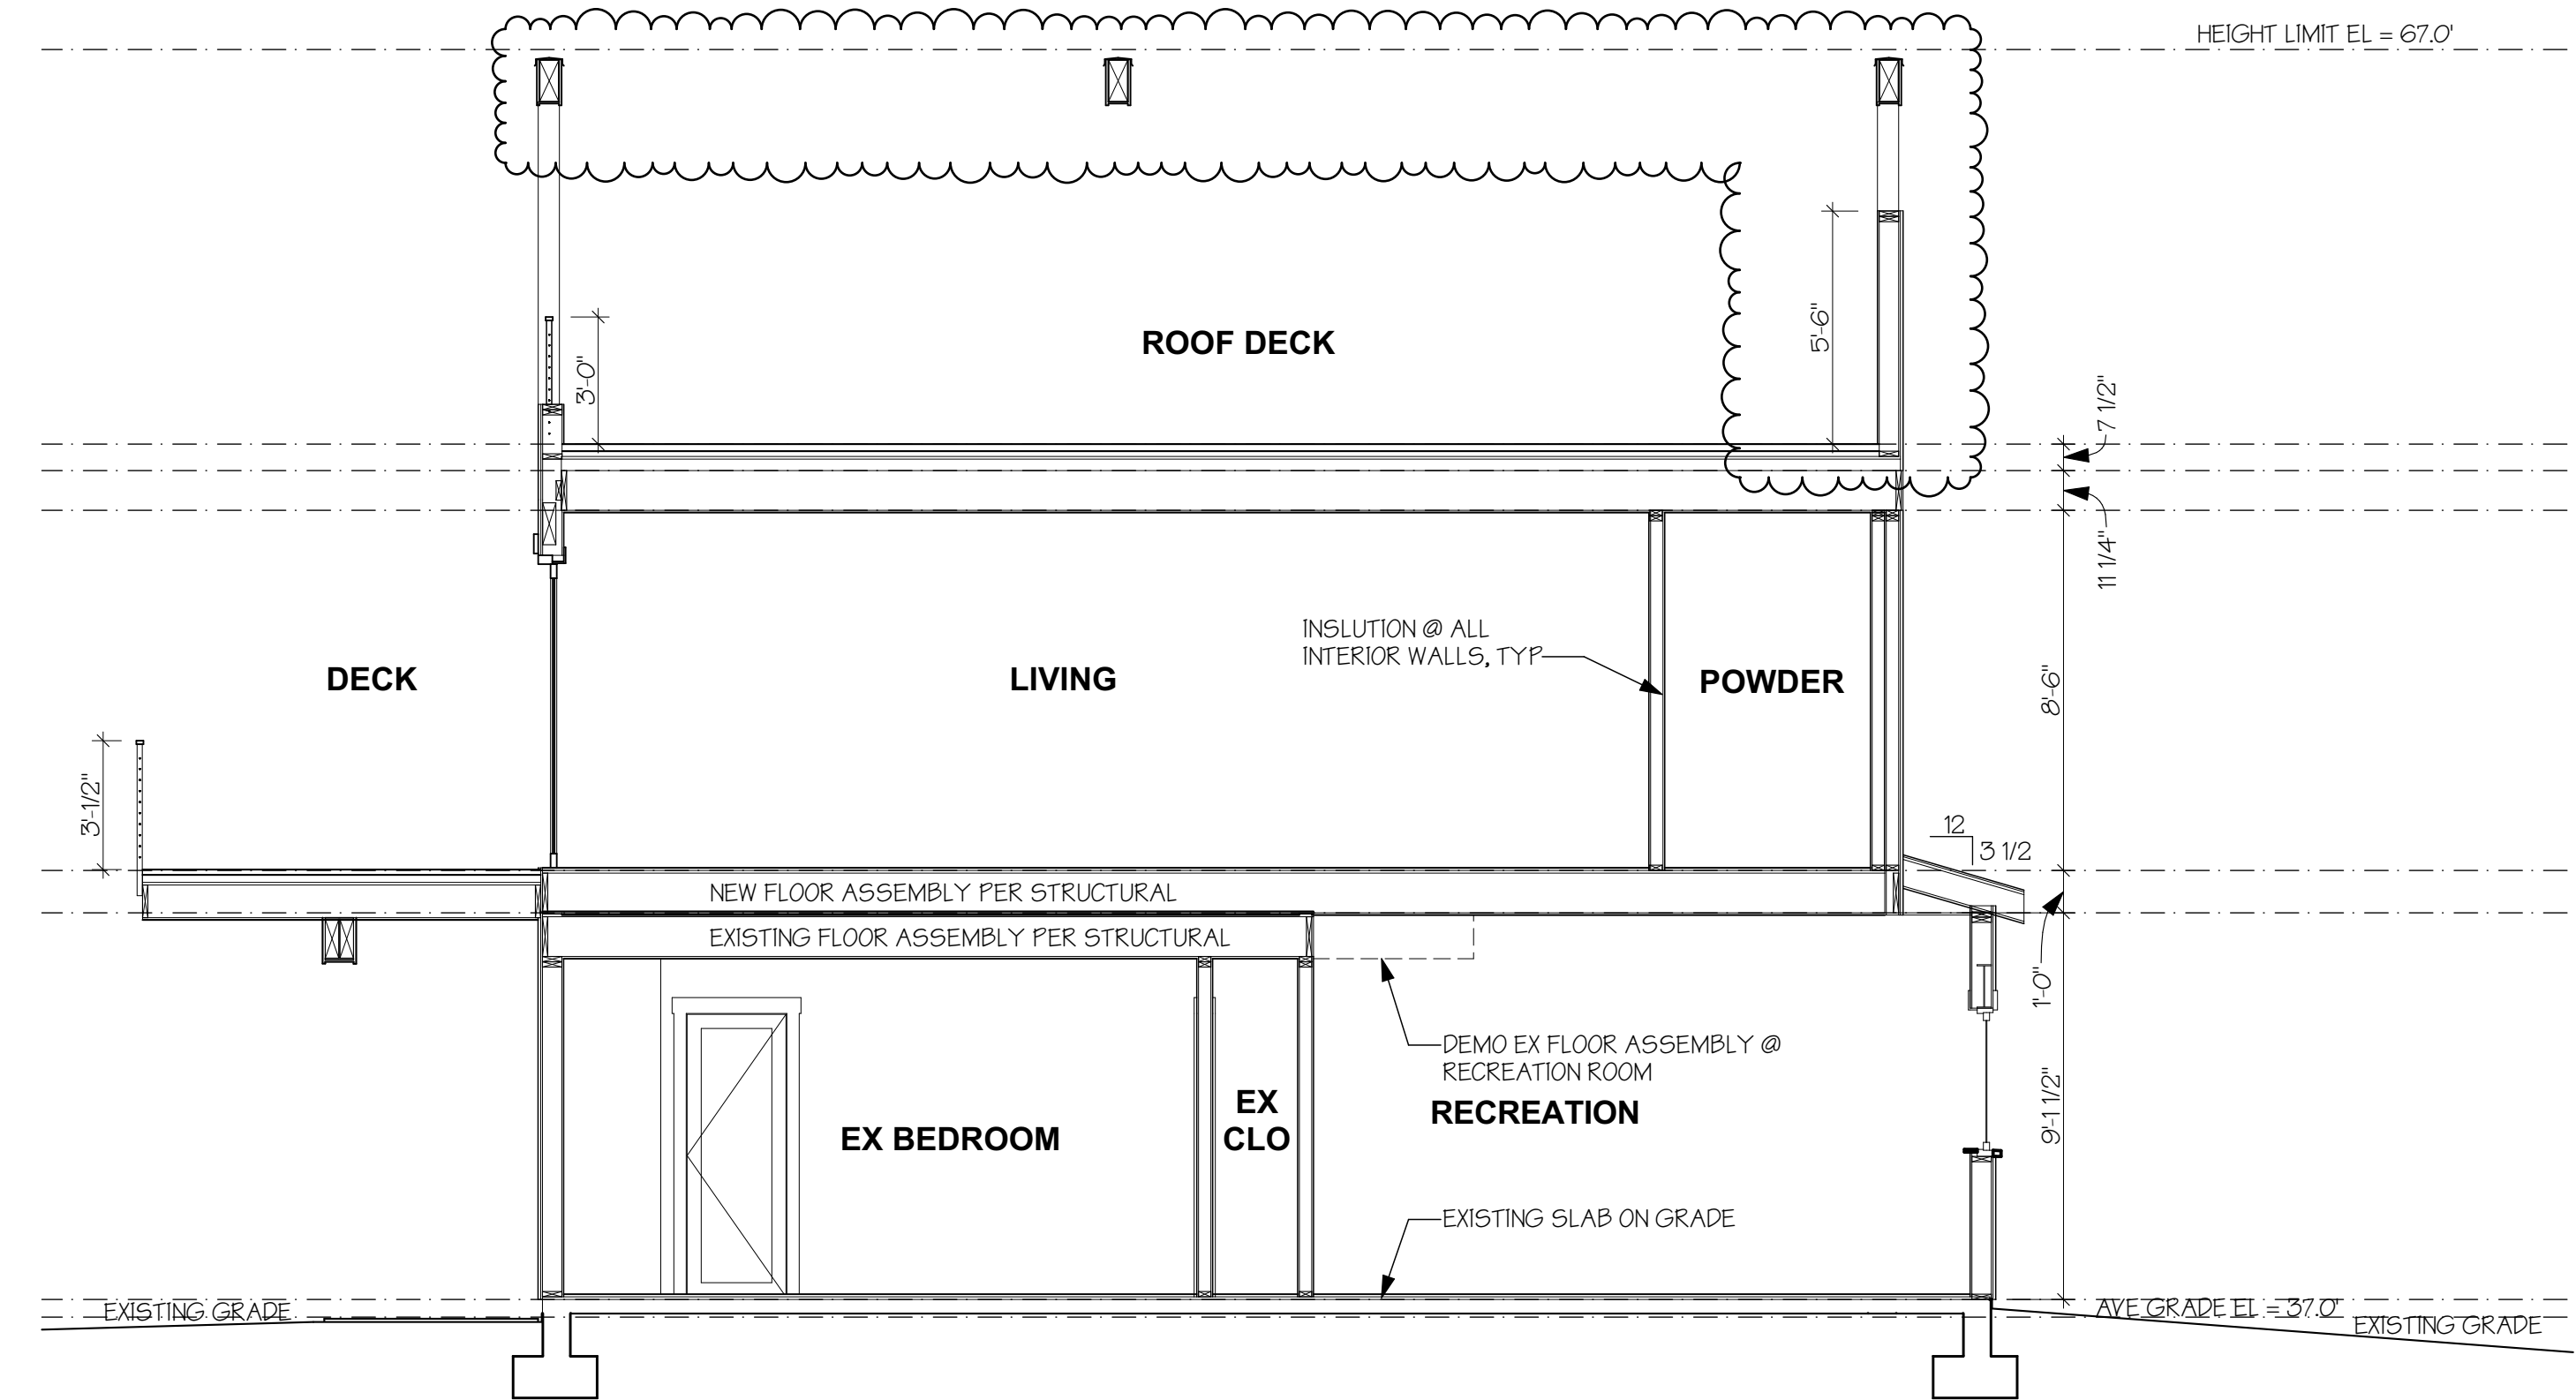 HEIGHT LIMIT EL = 67.0'
ROOF DECK
3'-0"
5'-6"
7 1/2"
11 1/4"
INSLUTION @ ALL
INTERIOR WALLS, TYP
DECK
LIVING
POWDER
8'-6"
3'-1/2"
12
3 1/2
NEW FLOOR ASSEMBLY PER STRUCTURAL
EXISTING FLOOR ASSEMBLY PER STRUCTURAL
1'-0"
DEMO EX FLOOR ASSEMBLY @
RECREATION ROOM
EX BEDROOM
EX
CLO
RECREATION
9'-1 1/2"
EXISTING SLAB ON GRADE
EXISTING GRADE
AVE GRADE EL = 37.0'
EXISTING GRADE